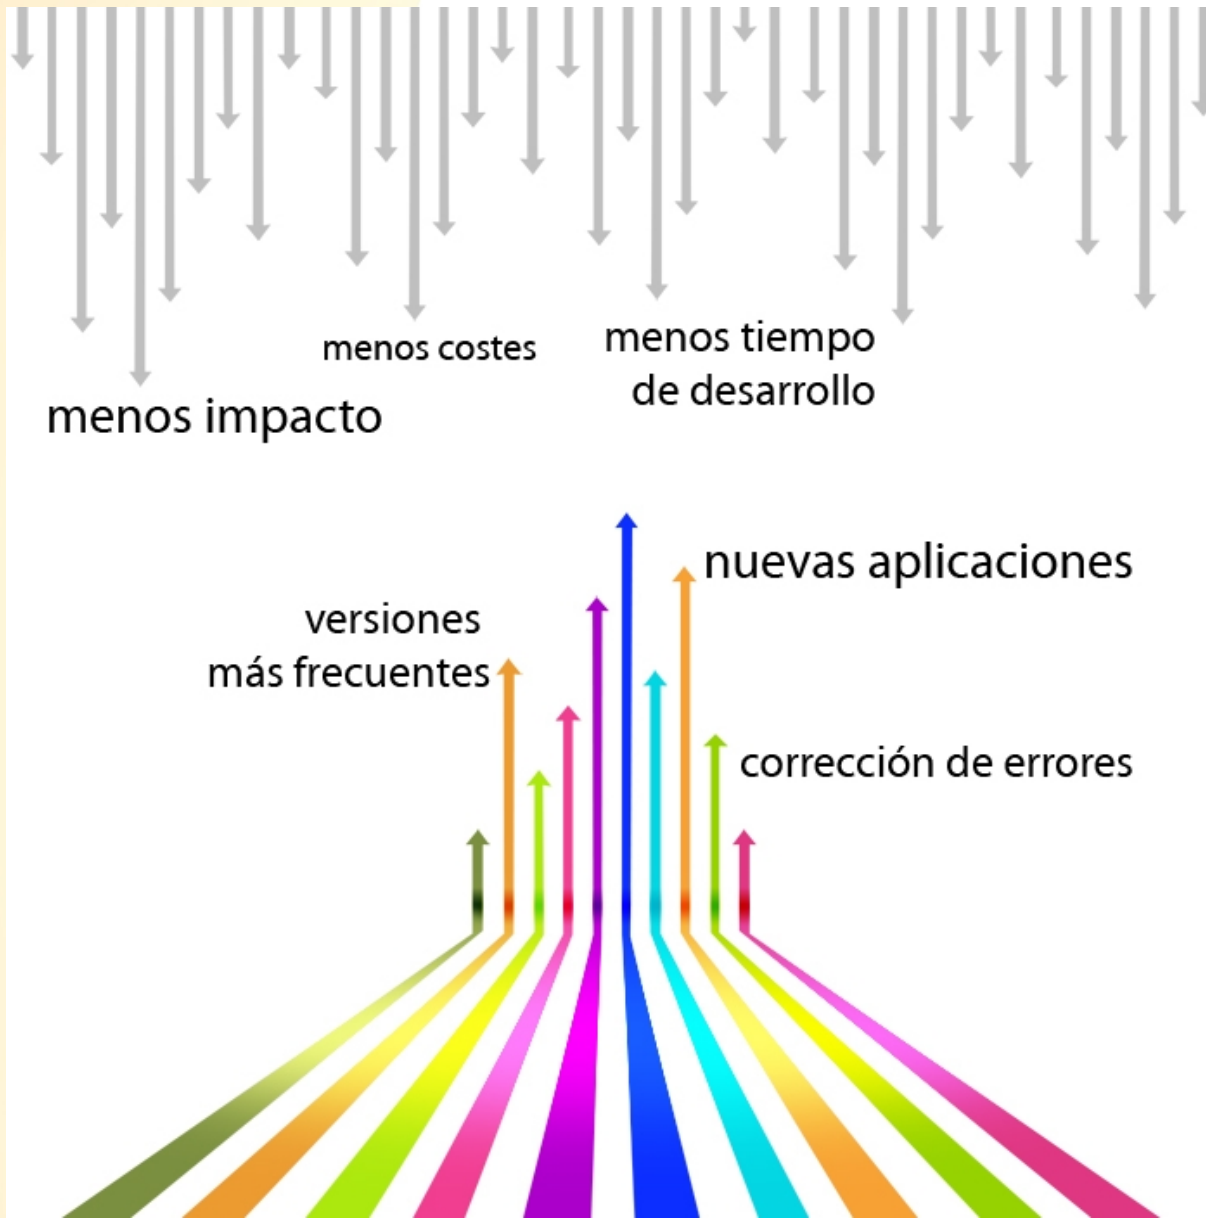 menos costes
menos tiempo
de desarrollo
menos impacto
nuevas aplicaciones
versiones
más frecuentes
corrección de errores